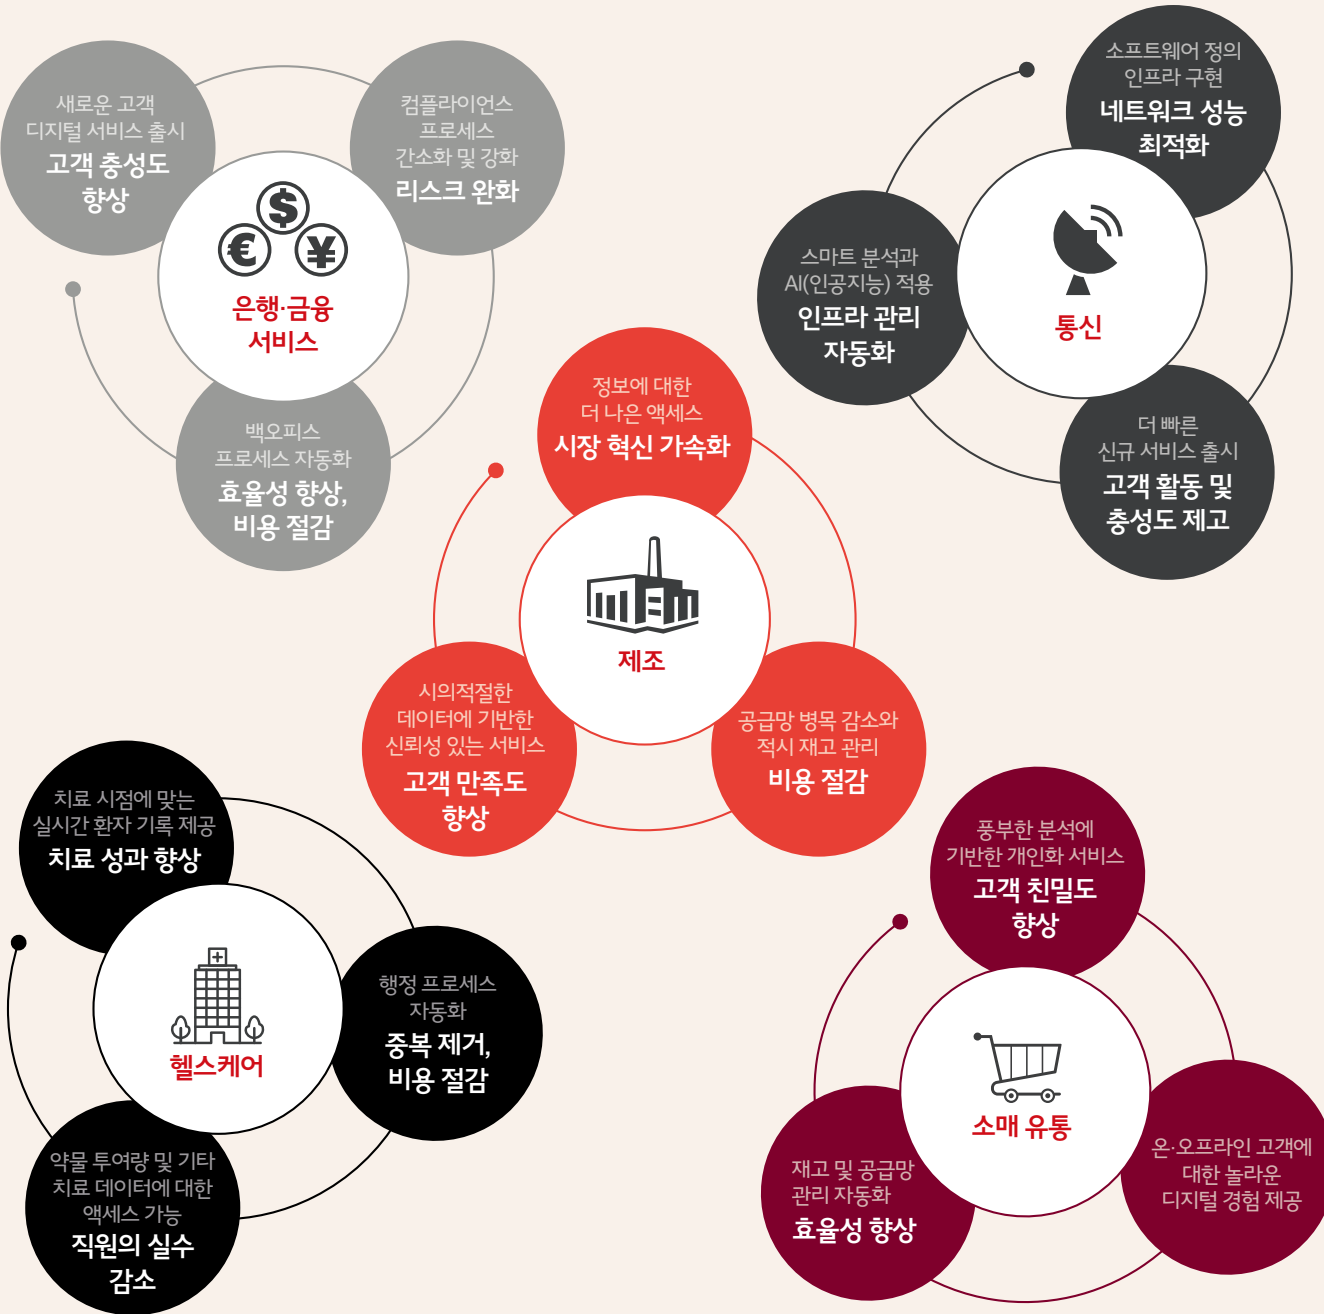 새로운 고객
디지털 서비스 출시
고객 충성도
향상
컴플라이언스
프로세스
간소화 및 강화
리스크 완화
$
€
¥
은행·금융
서비스
백오피스
프로세스 자동화
효율성 향상,
비용 절감
소프트웨어 정의
인프라 구현
네트워크 성능
최적화
스마트 분석과
AI(인공지능) 적용
인프라 관리
자동화
통신
더 빠른
신규 서비스 출시
고객 활동 및
충성도 제고
정보에 대한
더 나은 액세스
시장 혁신 가속화
제조
시의적절한
데이터에 기반한
신뢰성 있는 서비스
고객 만족도
향상
공급망 병목 감소와
적시 재고 관리
비용 절감
치료 시점에 맞는
실시간 환자 기록 제공
치료 성과 향상
헬스케어
행정 프로세스
자동화
중복 제거,
비용 절감
약물 투여량 및 기타
치료 데이터에 대한
액세스 가능
직원의 실수
감소
풍부한 분석에
기반한 개인화 서비스
고객 친밀도
향상
소매 유통
재고 및 공급망
관리 자동화
효율성 향상
온·오프라인 고객에
대한 놀라운
디지털 경험 제공